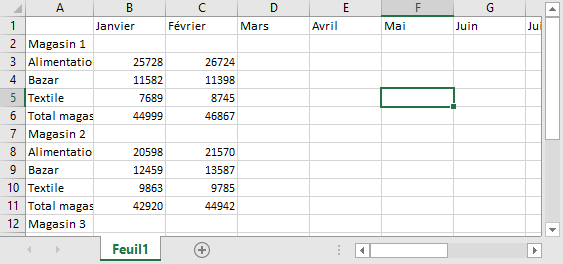 A B C D E F G H
1 Janvier Février Mars Avril Mai Juin Jui
2 Magasin 1
3 Alimentatio 25728 26724
4 Bazar 11582 11398
5 Textile 7689 8745
6 Total magas 44999 46867
7 Magasin 2
8 Alimentatio 20598 21570
9 Bazar 12459 13587
10 Textile 9863 9785
11 Total magas 42920 44942
12 Magasin 3
Feuil1